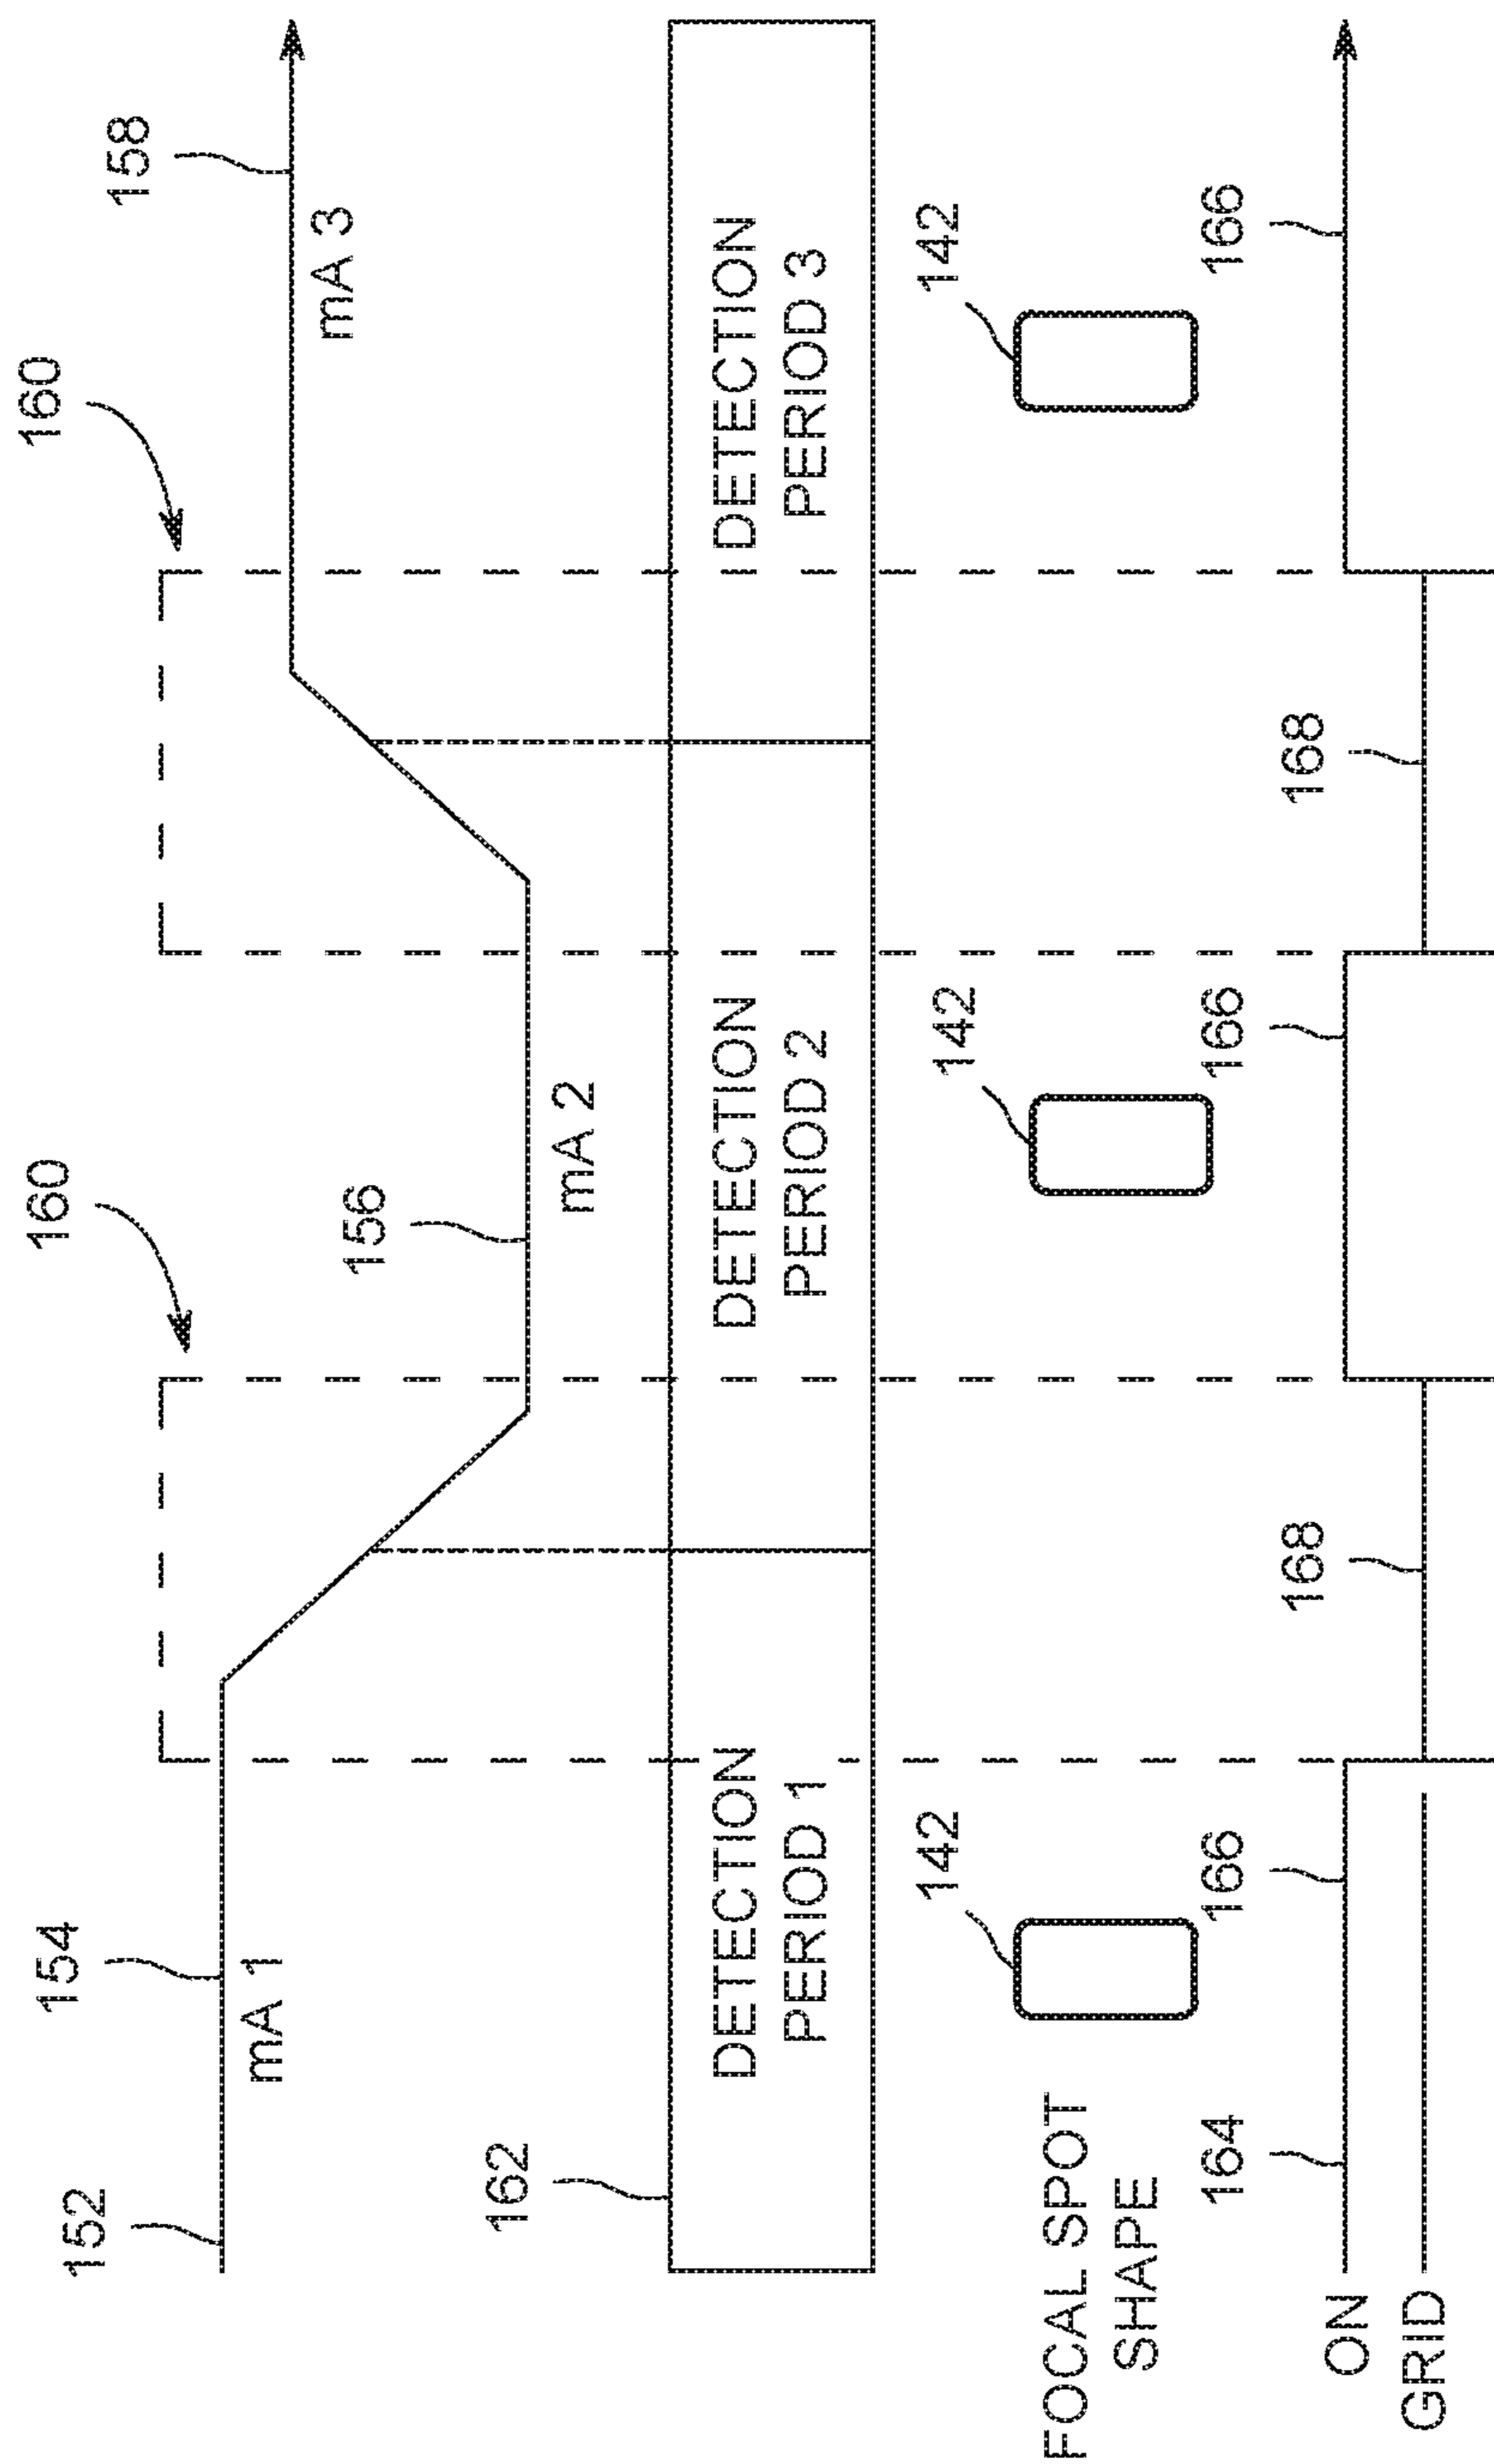 160
160
158
154
152
mA 1
mA 3
156
mA 2
162
DETECTION
PERIOD 1
DETECTION
PERIOD 2
DETECTION
PERIOD 3
142
142
142
FOCAL SPOT
SHAPE
164
166
166
166
168
168
ON
GRID